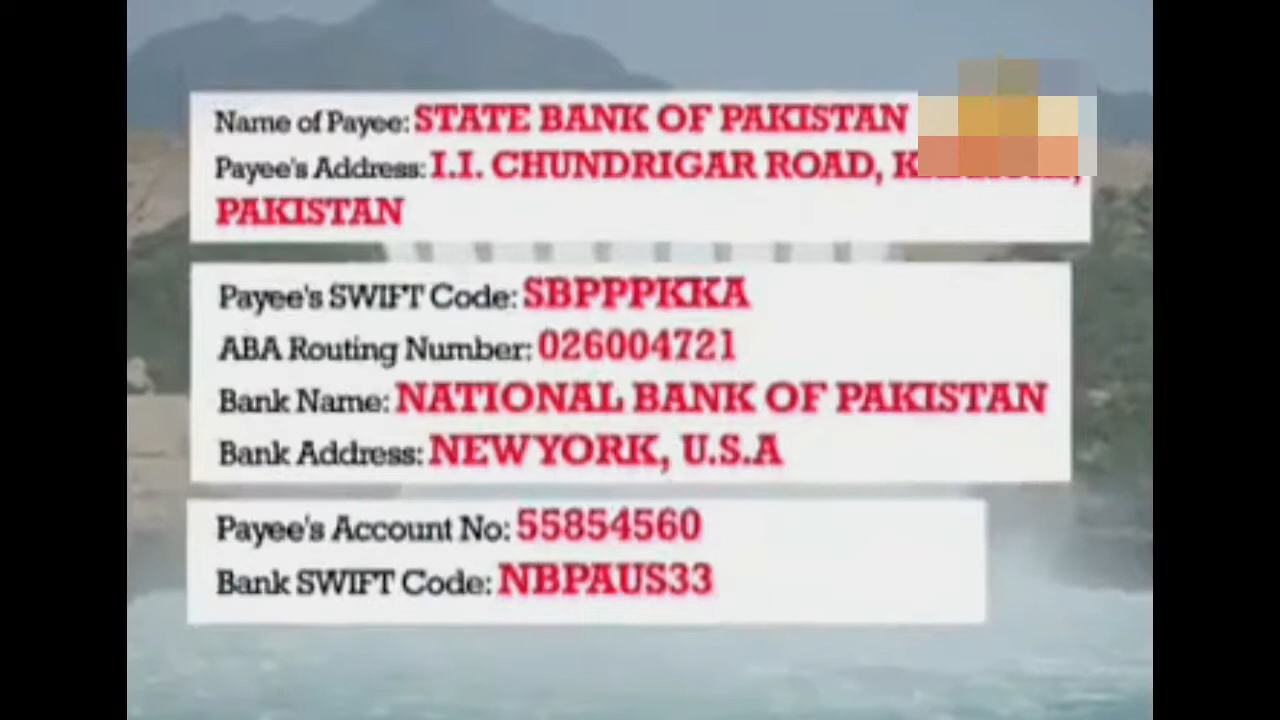 Name of Payee: STATE BANK OF PAKISTAN
Payee's Address: I.I. CHUNDRIGAR ROAD,
PAKISTAN
Payee's SWIFT Code: SBPPPKKA
ABA Routing Number: 026004721
Bank Name: NATIONAL BANK OF PAKISTAN
Bank Address: NEWYORK, U.S.A
Payee's Account No: 55854560
Bank SWIFT Code: NBPAUS33